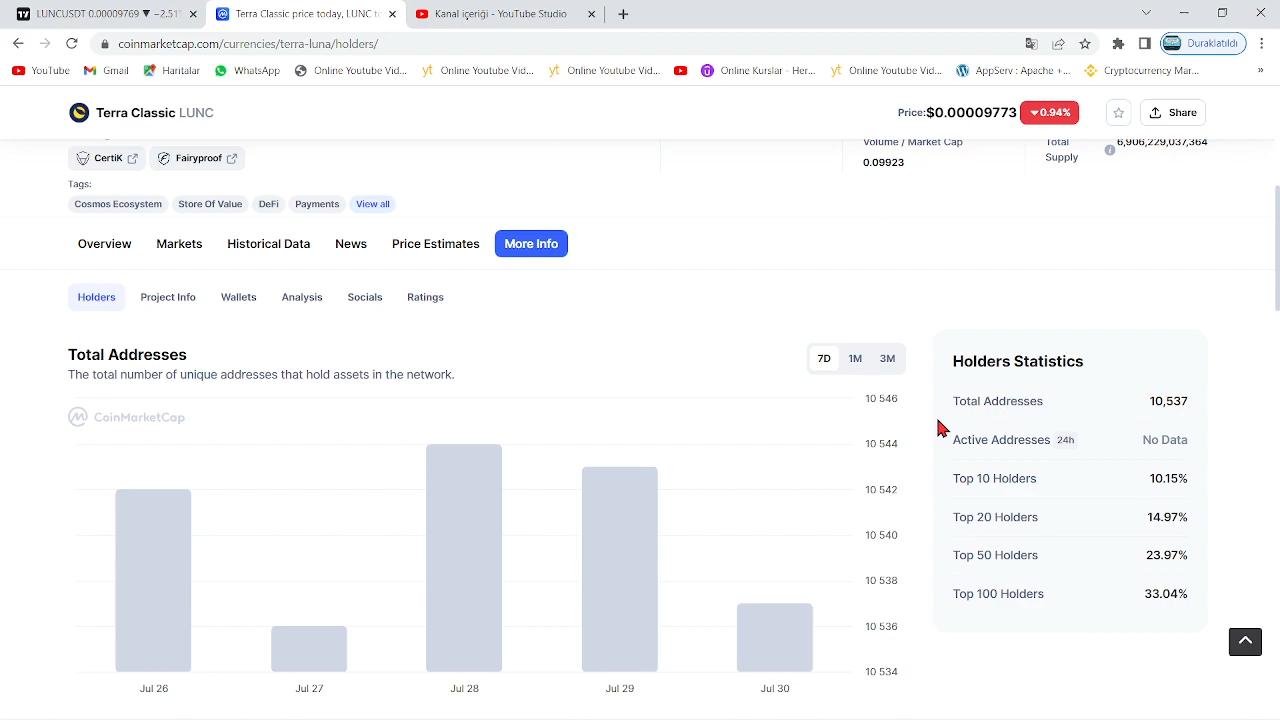 LUNCUSDT 0.00009769 ▼ −2.51
Terra Classic price today, LUNC to
Kanal içeriği - YouTube Studio
coinmarketcap.com/currencies/terra-luna/holders/
Duraklatıldı
YouTube
Gmail
Haritalar
WhatsApp
Online Youtube Vi...
Online Youtube Vid...
Online Youtube Vid...
Online Kurslar - Her...
Online Youtube Vid...
AppServ : Apache +...
Cryptocurrency Mar...
»
Terra Classic LUNC
Price:$0.00009773 ▼0.94%
Share
CertiK
Fairyproof
Volume / Market Cap
0.09923
Total Supply
6,906,229,037,364
Tags:
Cosmos Ecosystem
Store Of Value
DeFi
Payments
View all
Overview
Markets
Historical Data
News
Price Estimates
More Info
Holders
Project Info
Wallets
Analysis
Socials
Ratings
Total Addresses
The total number of unique addresses that hold assets in the network.
7D
1M
3M
CoinMarketCap
10 546
10 544
10 542
10 540
10 538
10 536
10 534
Jul 26
Jul 27
Jul 28
Jul 29
Jul 30
Holders Statistics
Total Addresses 10,537
Active Addresses 24h No Data
Top 10 Holders 10.15%
Top 20 Holders 14.97%
Top 50 Holders 23.97%
Top 100 Holders 33.04%